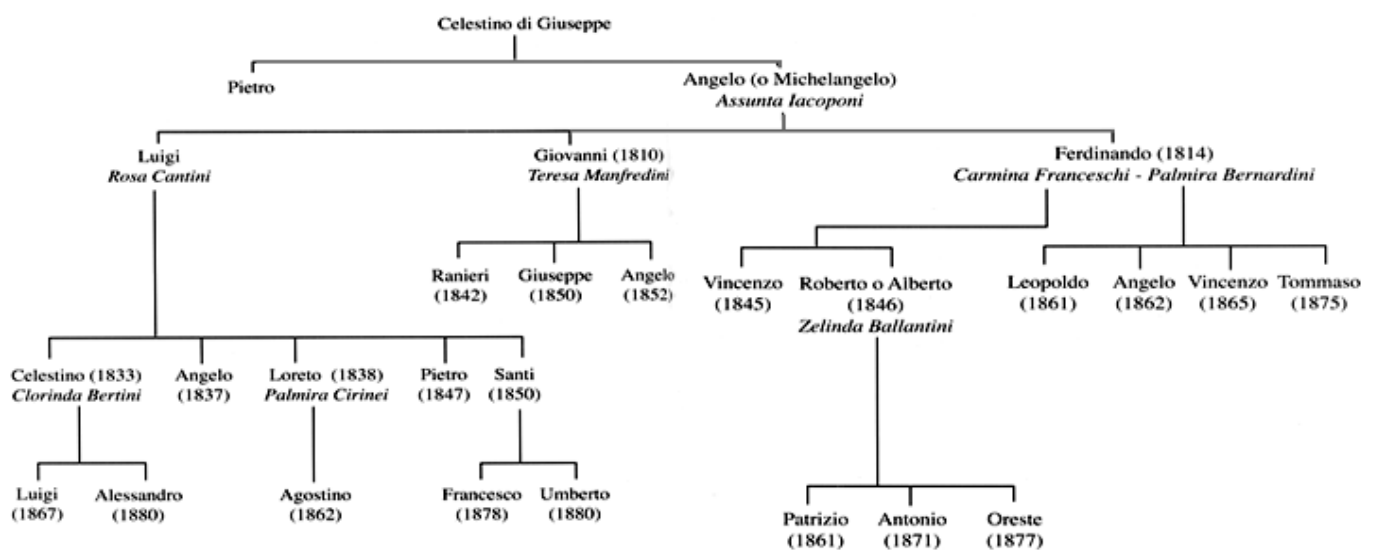 Celestino di Giuseppe
Pietro
Angelo (o Michelangelo)
Assunta Iacoponi
Luigi
Rosa Cantini
Giovanni (1810)
Teresa Manfredini
Ferdinando (1814)
Carmina Franceschi - Palmira Bernardini
Ranieri
(1842)
Giuseppe
(1850)
Angelo
(1852)
Vincenzo
(1845)
Roberto o Alberto
(1846)
Zelinda Ballantini
Leopoldo
(1861)
Angelo
(1862)
Vincenzo
(1865)
Tommaso
(1875)
Celestino (1833)
Clorinda Bertini
Angelo
(1837)
Loreto (1838)
Palmira Cirinei
Pietro
(1847)
Santi
(1850)
Luigi
(1867)
Alessandro
(1880)
Agostino
(1862)
Francesco
(1878)
Umberto
(1880)
Patrizio
(1861)
Antonio
(1871)
Oreste
(1877)